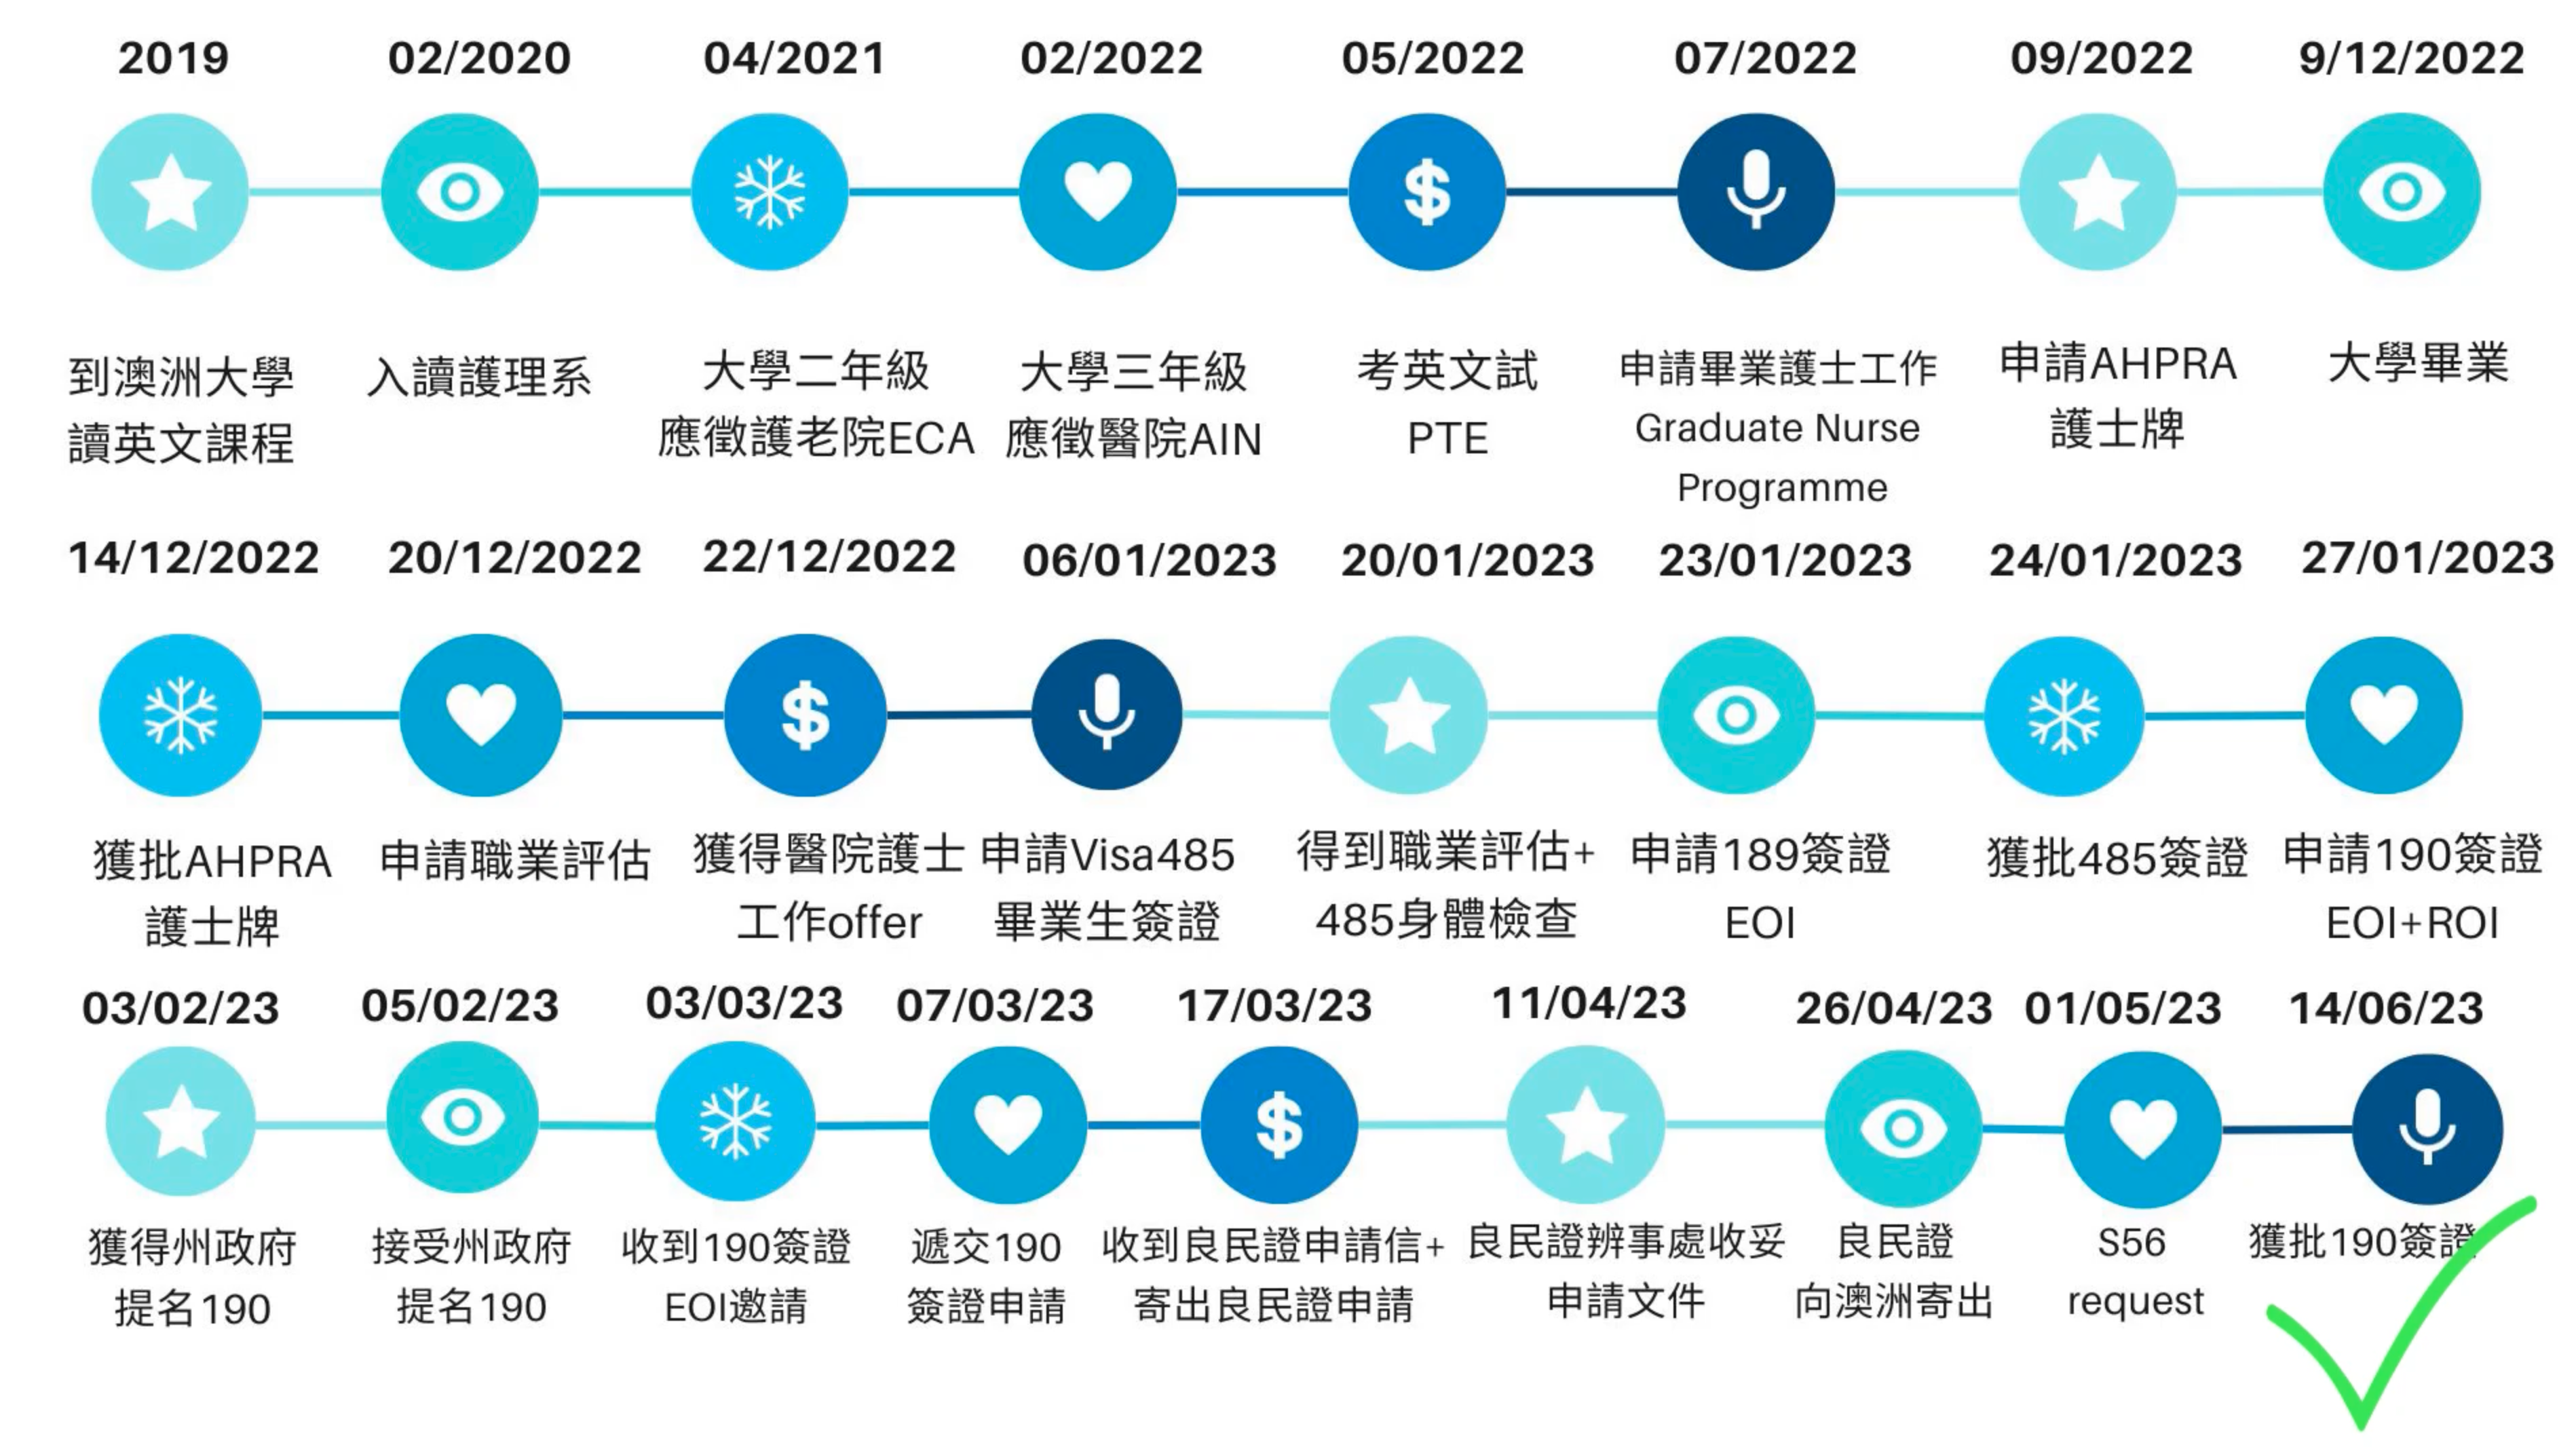 2019 02/2020 04/2021 02/2022 05/2022 07/2022 09/2022 9/12/2022
到澳洲大學
讀英文課程
入讀護理系
大學二年級
應徵護老院ECA
大學三年級
應徵醫院AIN
考英文試
PTE
申請畢業護士工作
Graduate Nurse
Programme
申請AHPRA
護士牌
大學畢業
14/12/2022 20/12/2022 22/12/2022 06/01/2023 20/01/2023 23/01/2023 24/01/2023 27/01/2023
獲批AHPRA
護士牌
申請職業評估
獲得醫院護士
工作offer
申請Visa485
畢業生簽證
得到職業評估+
485身體檢查
申請189簽證
EOI
獲批485簽證
申請190簽證
EOI+ROI
03/02/23 05/02/23 03/03/23 07/03/23 17/03/23 11/04/23 26/04/23 01/05/23 14/06/23
獲得州政府
提名190
接受州政府
提名190
收到190簽證
EOI邀請
遞交190
簽證申請
收到良民證申請信+
寄出良民證申請
良民證辨事處收妥
申請文件
良民證
向澳洲寄出
S56
request
獲批190簽證